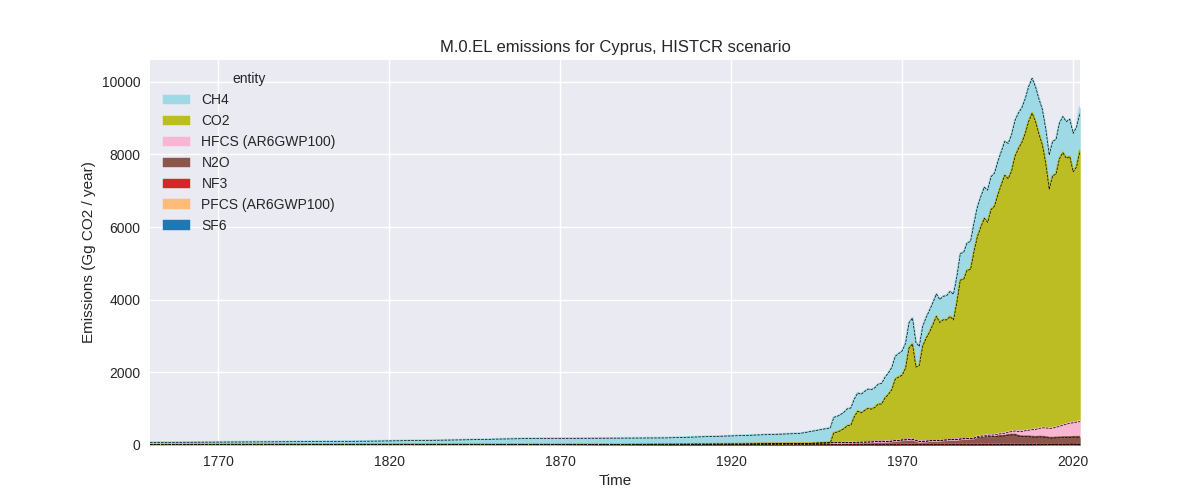 M.0.EL emissions for Cyprus, HISTCR scenario
10000
8000
6000
4000
2000
0
Emissions (Gg CO2 / year)
entity
CH4
CO2
HFCS (AR6GWP100)
N2O
NF3
PFCS (AR6GWP100)
SF6
1770 1820 1870 1920 1970 2020
Time